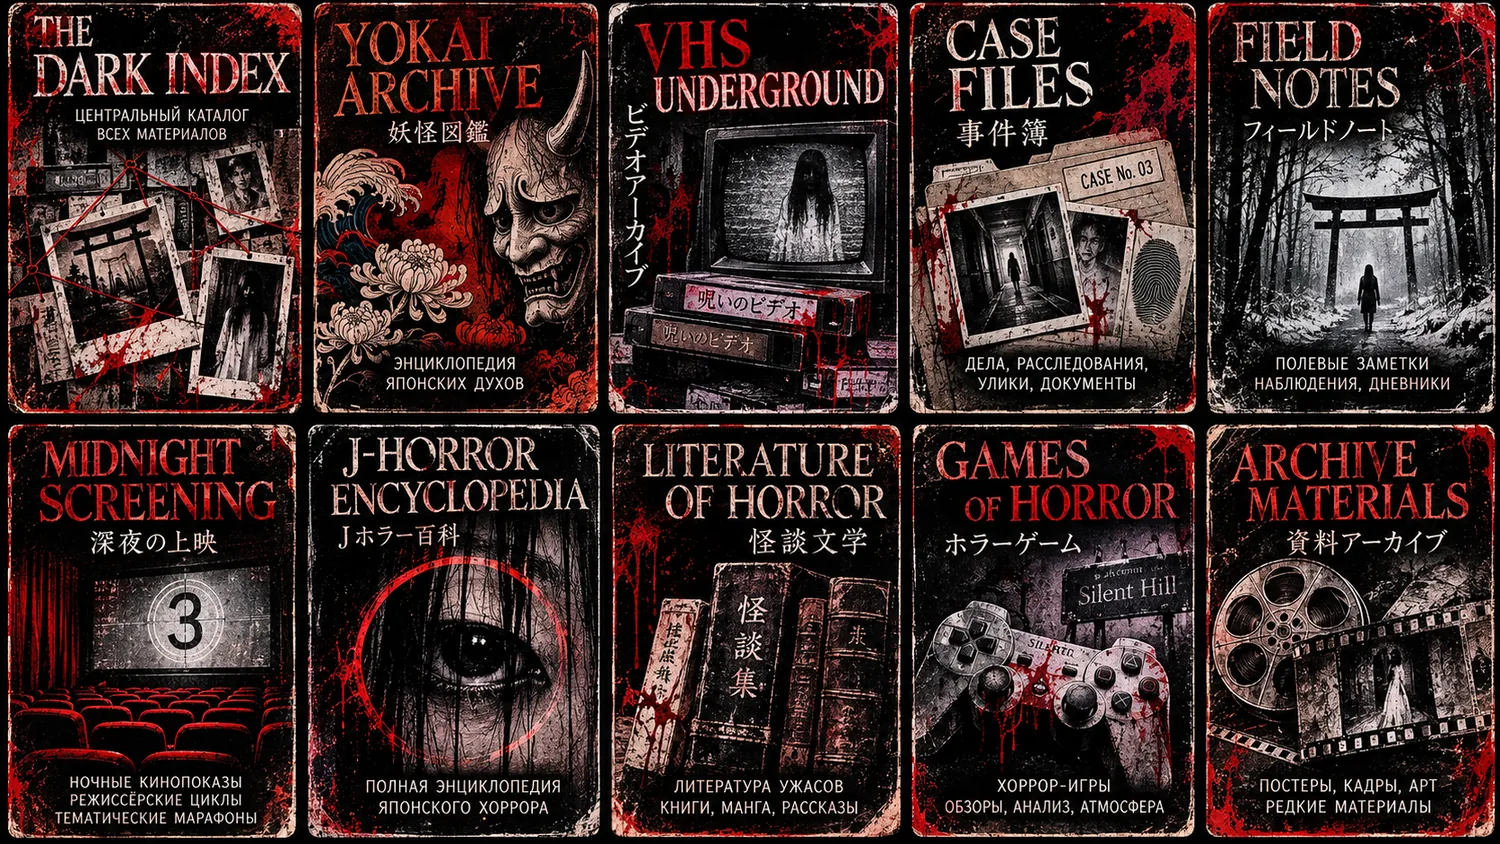 THE
DARK INDEX
ЦЕНТРАЛЬНЫЙ КАТАЛОГ
ВСЕХ МАТЕРИАЛОВ
YOKAI
ARCHIVE
妖怪図鑑
ЭНЦИКЛОПЕДИЯ
ЯПОНСКИХ ДУХОВ
VHS
UNDERGROUND
ビデオアーカイブ
呪いのビデオ
呪いのビデオ
CASE
FILES
事件簿
CASE No. 03
ДЕЛА, РАССЛЕДОВАНИЯ,
УЛИКИ, ДОКУМЕНТЫ
FIELD
NOTES
フィールドノート
ПОЛЕВЫЕ ЗАМЕТКИ
НАБЛЮДЕНИЯ, ДНЕВНИКИ
MIDNIGHT
SCREENING
深夜の上映
3
НОЧНЫЕ КИНОПОКАЗЫ
РЕЖИССЁРСКИЕ ЦИКЛЫ
ТЕМАТИЧЕСКИЕ МАРАФОНЫ
J-HORROR
ENCYCLOPEDIA
Jホラー百科
ПОЛНАЯ ЭНЦИКЛОПЕДИЯ
ЯПОНСКОГО ХОРРОРА
LITERATURE
OF HORROR
怪談文学
怪談集
ЛИТЕРАТУРА УЖАСОВ
КНИГИ, МАНГА, РАССКАЗЫ
GAMES
OF HORROR
ホラーゲーム
Silent Hill
ХОРРОР-ИГРЫ
ОБЗОРЫ, АНАЛИЗ, АТМОСФЕРА
ARCHIVE
MATERIALS
資料アーカイブ
ПОСТЕРЫ, КАДРЫ, АРТ
РЕДКИЕ МАТЕРИАЛЫ